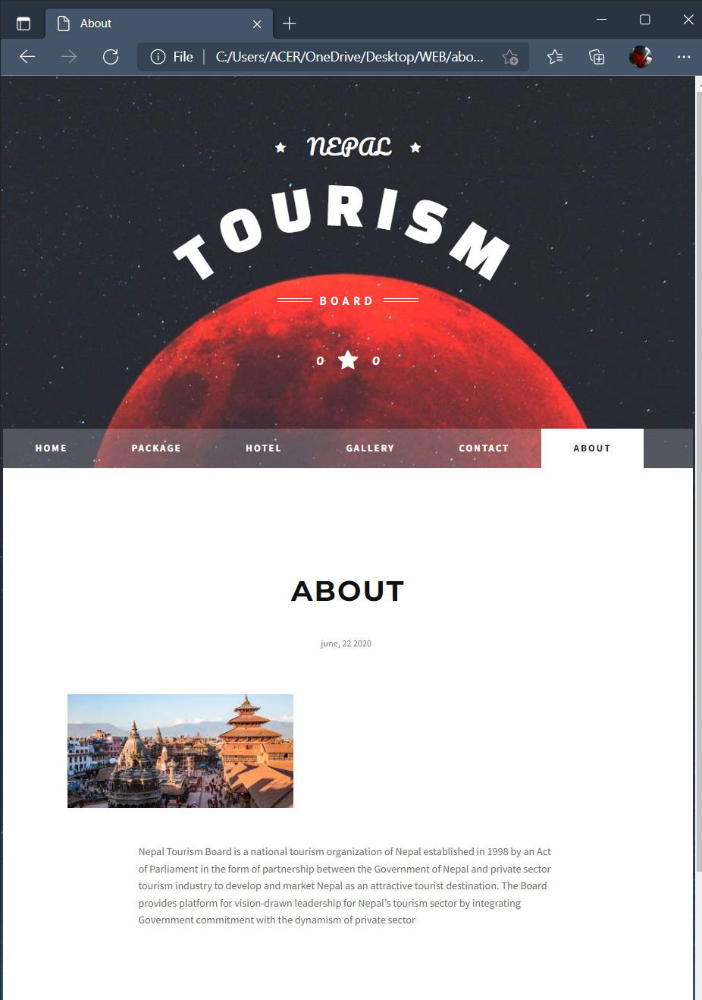 About
File
C:/Users/ACER/OneDrive/Desktop/WEB/abo...
NEPAL
TOURISM
BOARD
0 0
HOME PACKAGE HOTEL GALLERY CONTACT ABOUT
ABOUT
june, 22 2020
Nepal Tourism Board is a national tourism organization of Nepal established in 1998 by an Act
of Parliament in the form of partnership between the Government of Nepal and private sector
tourism industry to develop and market Nepal as an attractive tourist destination. The Board
provides platform for vision-drawn leadership for Nepal’s tourism sector by integrating
Government commitment with the dynamism of private sector